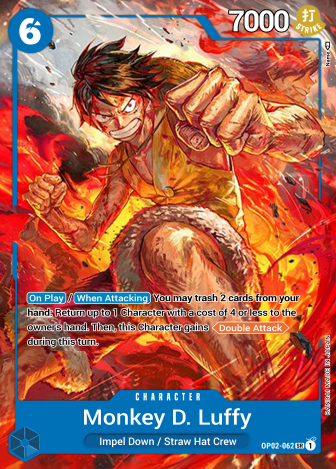 6
7000
打
STRIKE
On Play / When Attacking You may trash 2 cards from your
hand: Return up to 1 Character with a cost of 4 or less to the
owner's hand. Then, this Character gains Double Attack
during this turn.
CHARACTER
Monkey D. Luffy
Impel Down / Straw Hat Crew
OP02-062 SR 1